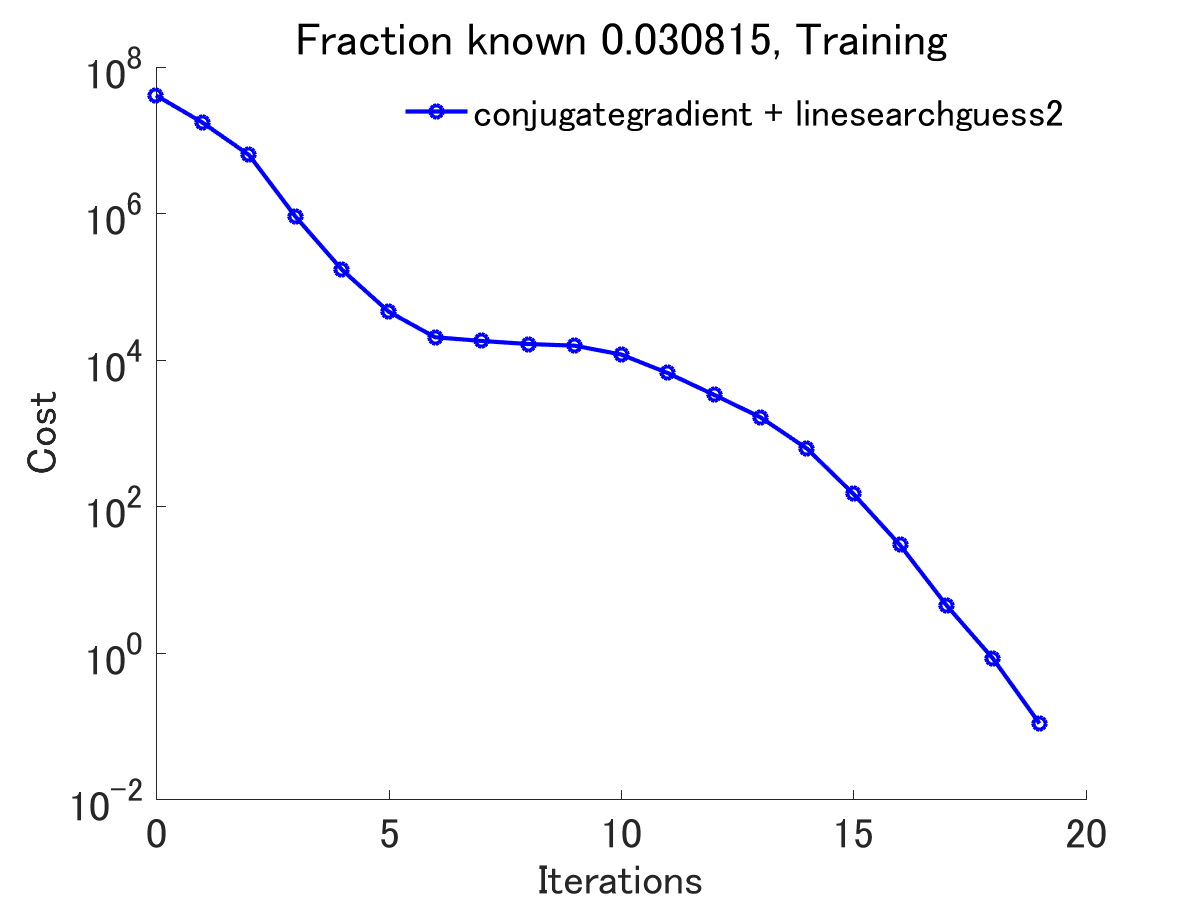 Fraction known 0.030815, Training
conjugategradient + linesearchguess2
10^8
10^6
10^4
10^2
10^0
10^-2
Cost
0 5 10 15 20
Iterations